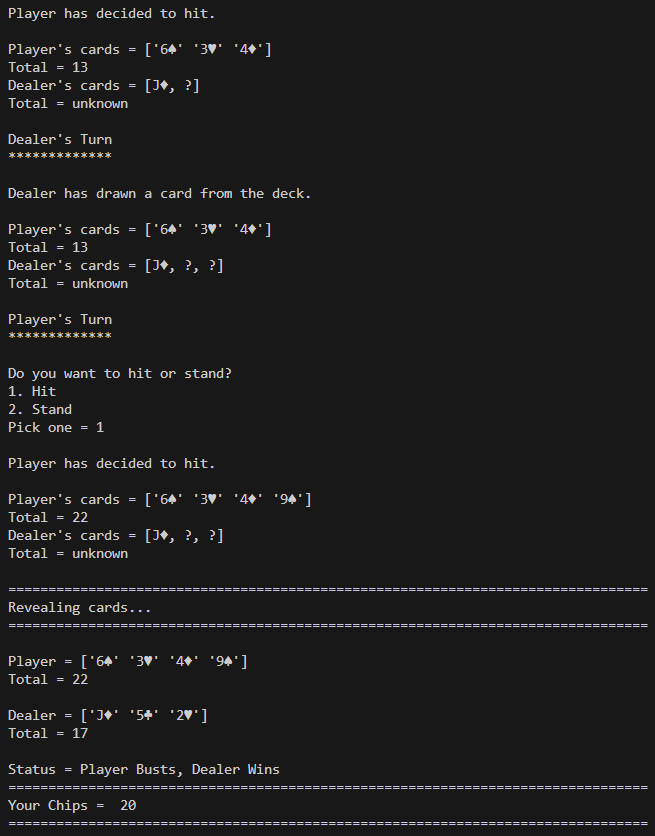 Player has decided to hit.
Player's cards = ['6♠' '3♥' '4♦']
Total = 13
Dealer's cards = [J♦, ?]
Total = unknown
Dealer's Turn
*************
Dealer has drawn a card from the deck.
Player's cards = ['6♠' '3♥' '4♦']
Total = 13
Dealer's cards = [J♦, ?, ?]
Total = unknown
Player's Turn
*************
Do you want to hit or stand?
1. Hit
2. Stand
Pick one = 1
Player has decided to hit.
Player's cards = ['6♠' '3♥' '4♦' '9♠']
Total = 22
Dealer's cards = [J♦, ?, ?]
Total = unknown
================================================================================
Revealing cards...
================================================================================
Player = ['6♠' '3♥' '4♦' '9♠']
Total = 22
Dealer = ['J♦' '5♣' '2♥']
Total = 17
Status = Player Busts, Dealer Wins
================================================================================
Your Chips =  20
================================================================================